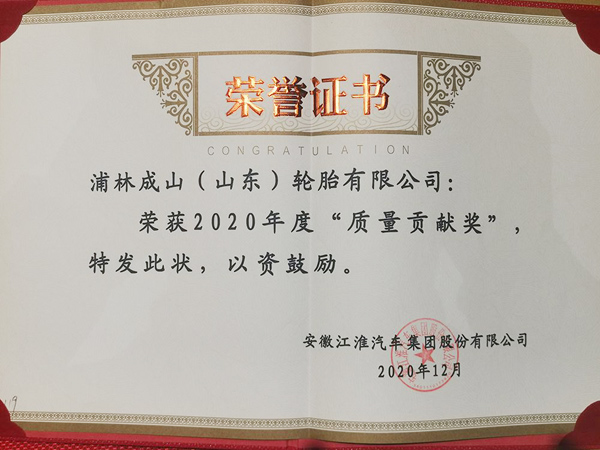 荣誉证书
CONGRATULATION
浦林成山（山东）轮胎有限公司：
荣获2020年度“质量贡献奖”，
特发此状，以资鼓励。
安徽江淮汽车集团股份有限公司
2020年12月